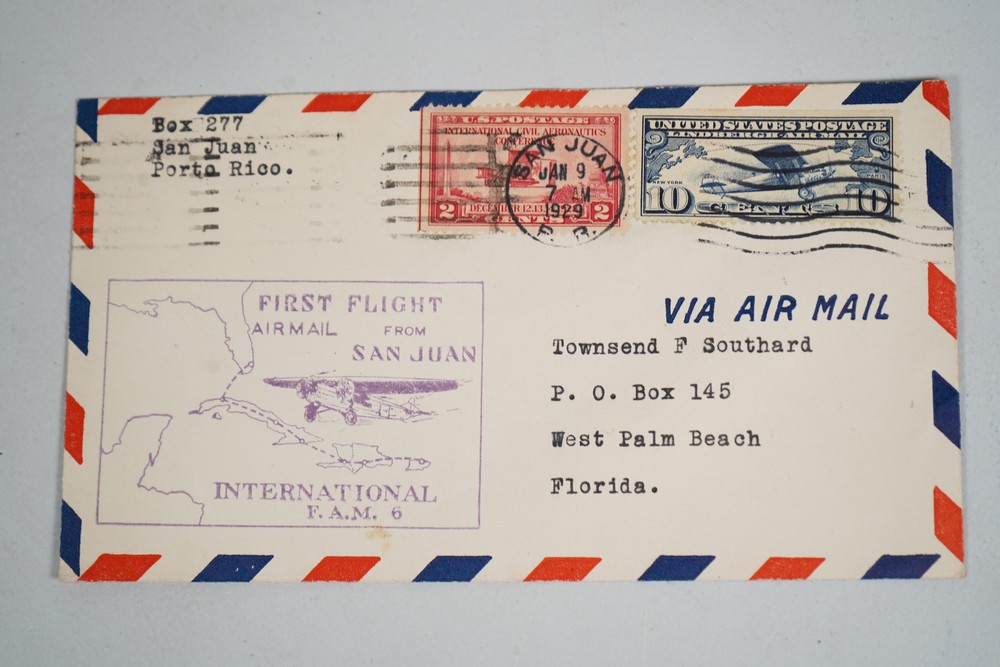 Box 277
San Juan
Porto Rico.
U.S. POSTAGE
INTERNATIONAL CIVIL AERONAUTICS
CONFERENCE
DECEMBER 12.13.
2 CENTS 2
SAN JUAN
JAN 9
7 AM
1929
P. R.
UNITED STATES POSTAGE
LINDBERGH AIR MAIL
NEW YORK
PARIS
10 10
VIA AIR MAIL
Townsend F Southard
P. O. Box 145
West Palm Beach
Florida.
FIRST FLIGHT
AIRMAIL FROM
SAN JUAN
INTERNATIONAL
F.A.M. 6